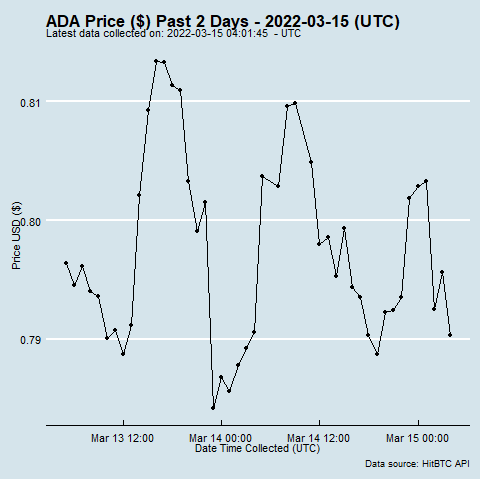 ADA Price ($) Past 2 Days - 2022-03-15 (UTC)
Latest data collected on: 2022-03-15 04:01:45 - UTC
0.81
0.80
0.79
Price USD ($)
Mar 13 12:00 Mar 14 00:00 Mar 14 12:00 Mar 15 00:00
Date Time Collected (UTC)
Data source: HitBTC API